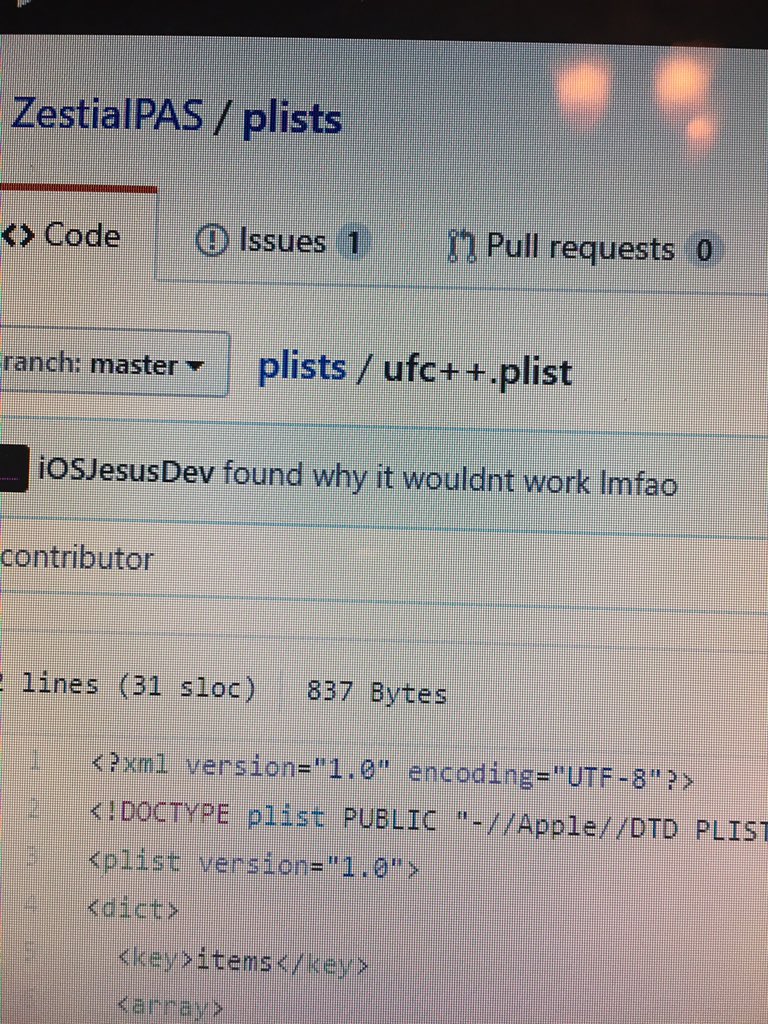 ZestialPAS / plists
<> Code Issues 1 Pull requests 0
ranch: master plists / ufc++.plist
iOSJesusDev found why it wouldnt work lmfao
contributor
lines (31 sloc) 837 Bytes
1 <?xml version="1.0" encoding="UTF-8"?>
2 <!DOCTYPE plist PUBLIC "-//Apple//DTD PLIST
3 <plist version="1.0">
4 <dict>
5 <key>items</key>
6 <array>